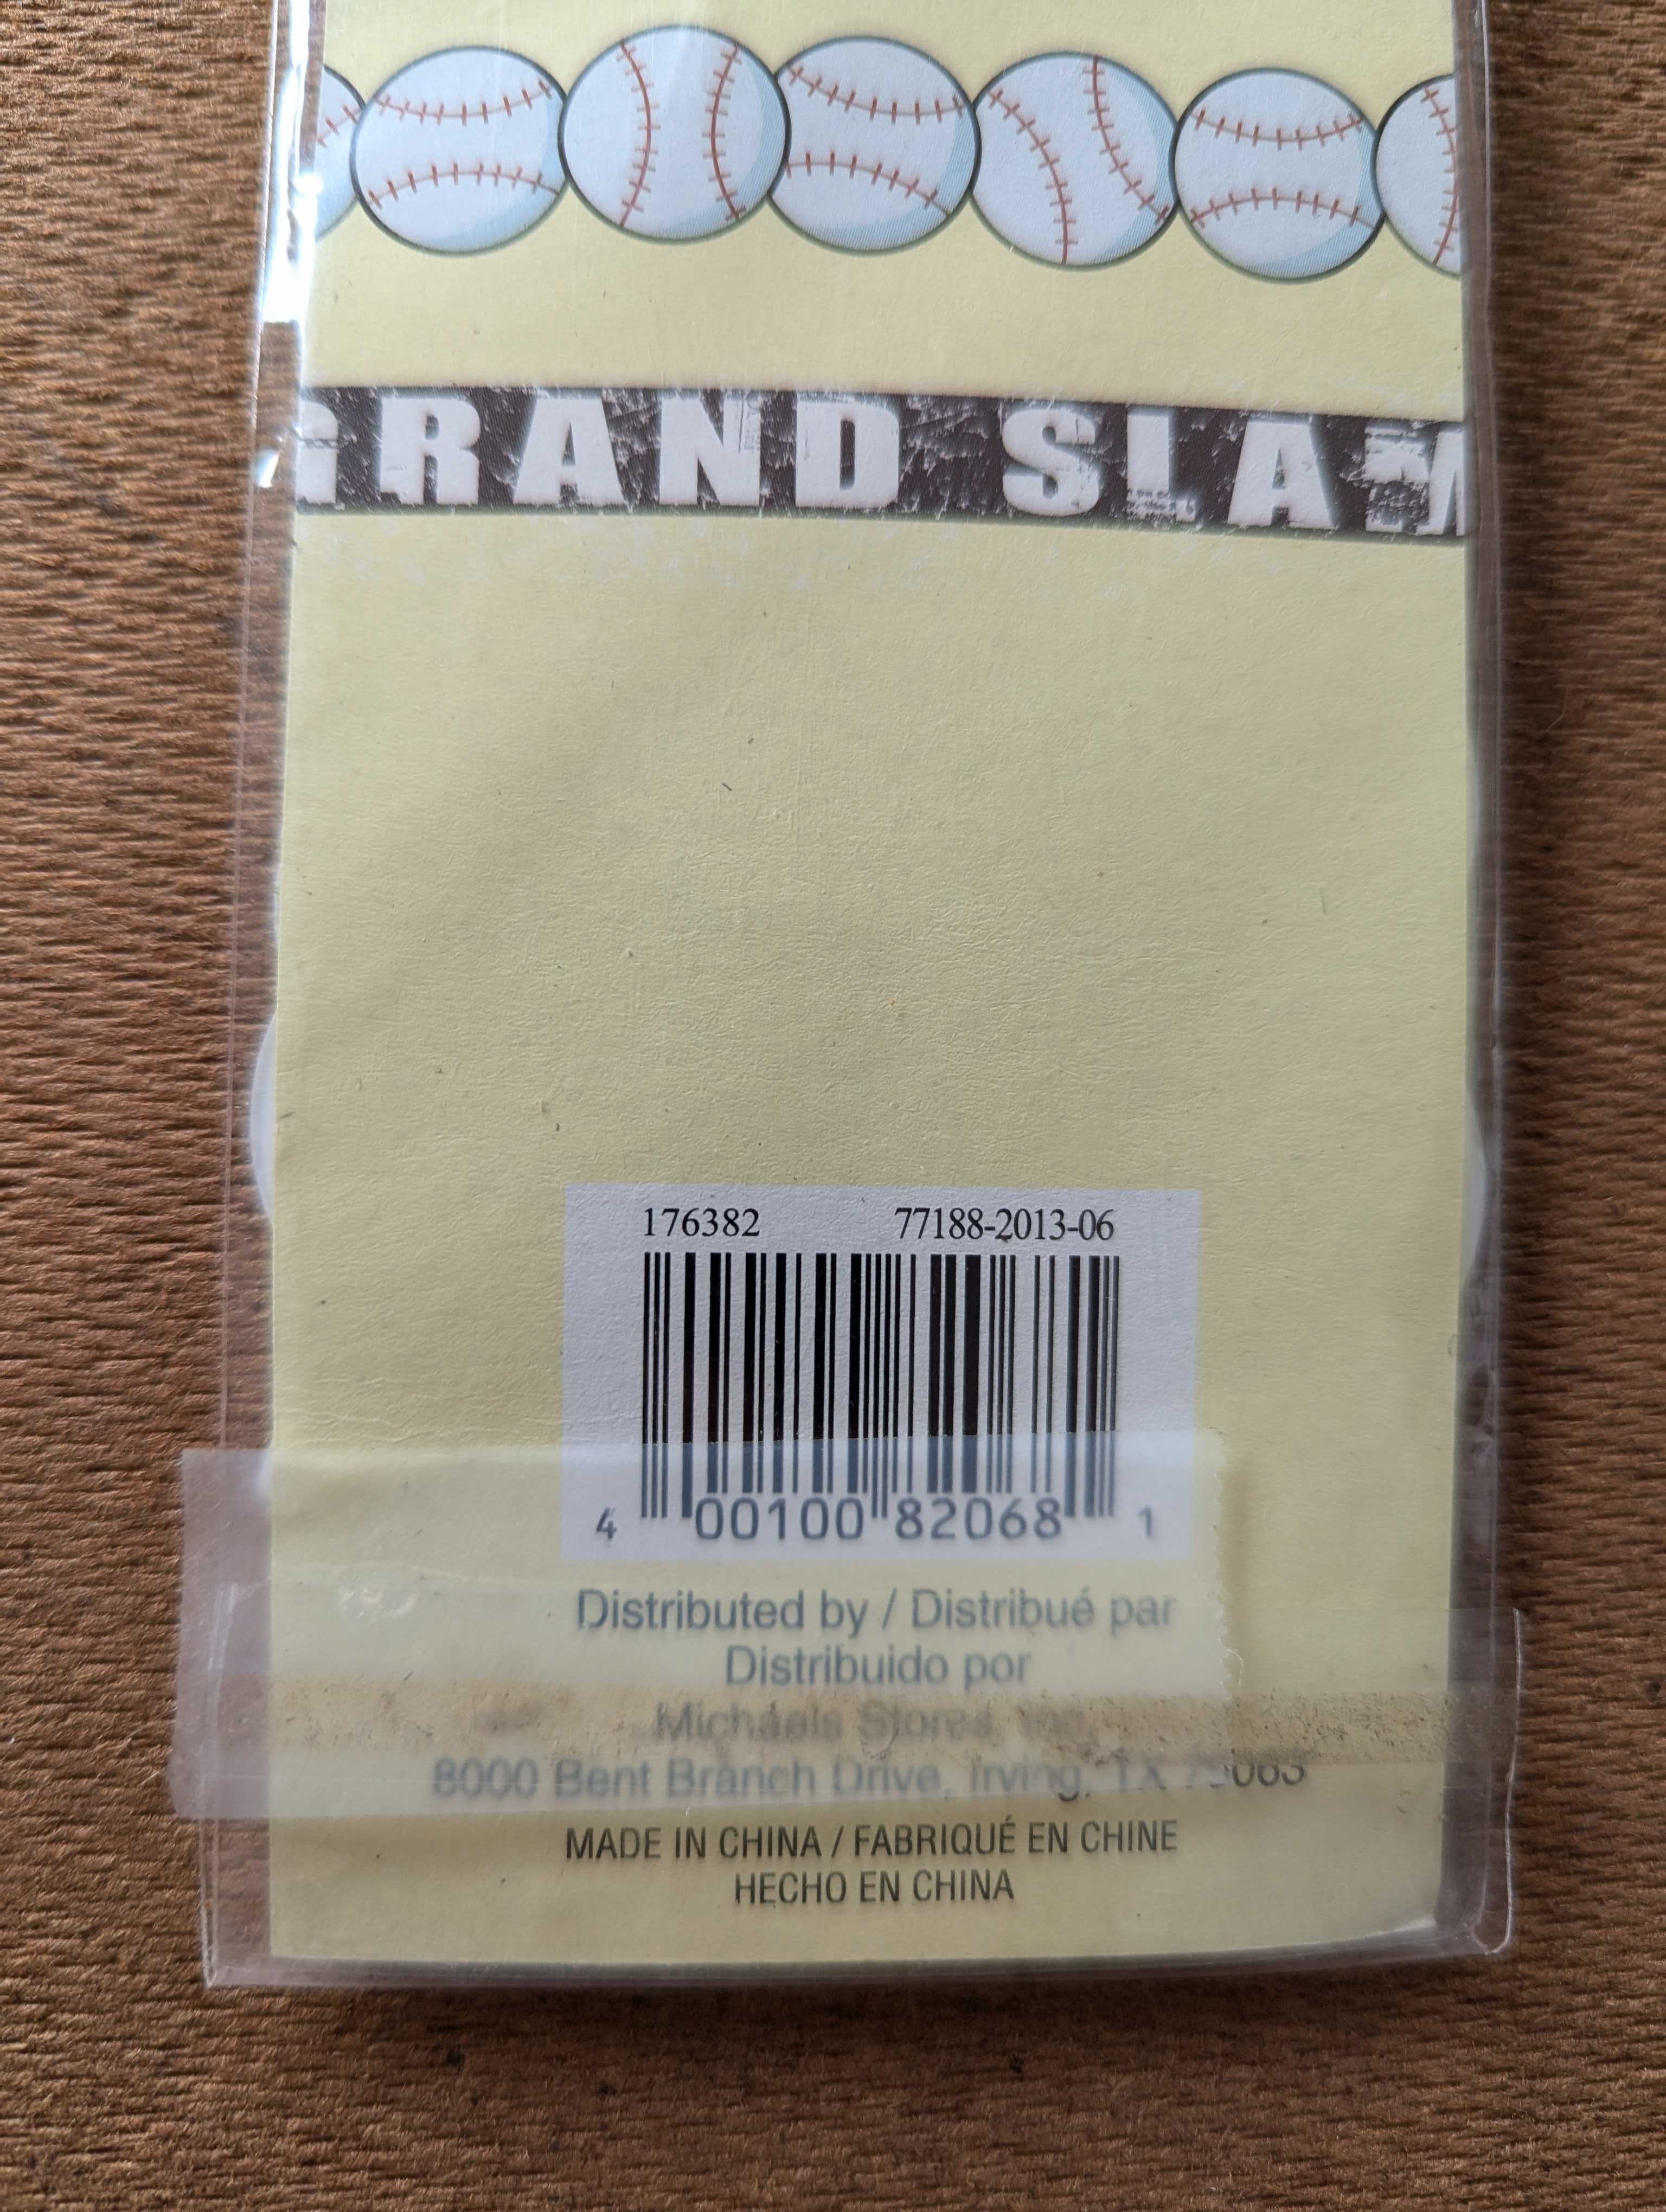 GRAND SLAM
176382 77188-2013-06
4 00100 82068 1
Distributed by / Distribué par
Distribuido por
Michaels Stores, Inc.
8000 Bent Branch Drive, Irving, TX 75063
MADE IN CHINA / FABRIQUÉ EN CHINE
HECHO EN CHINA